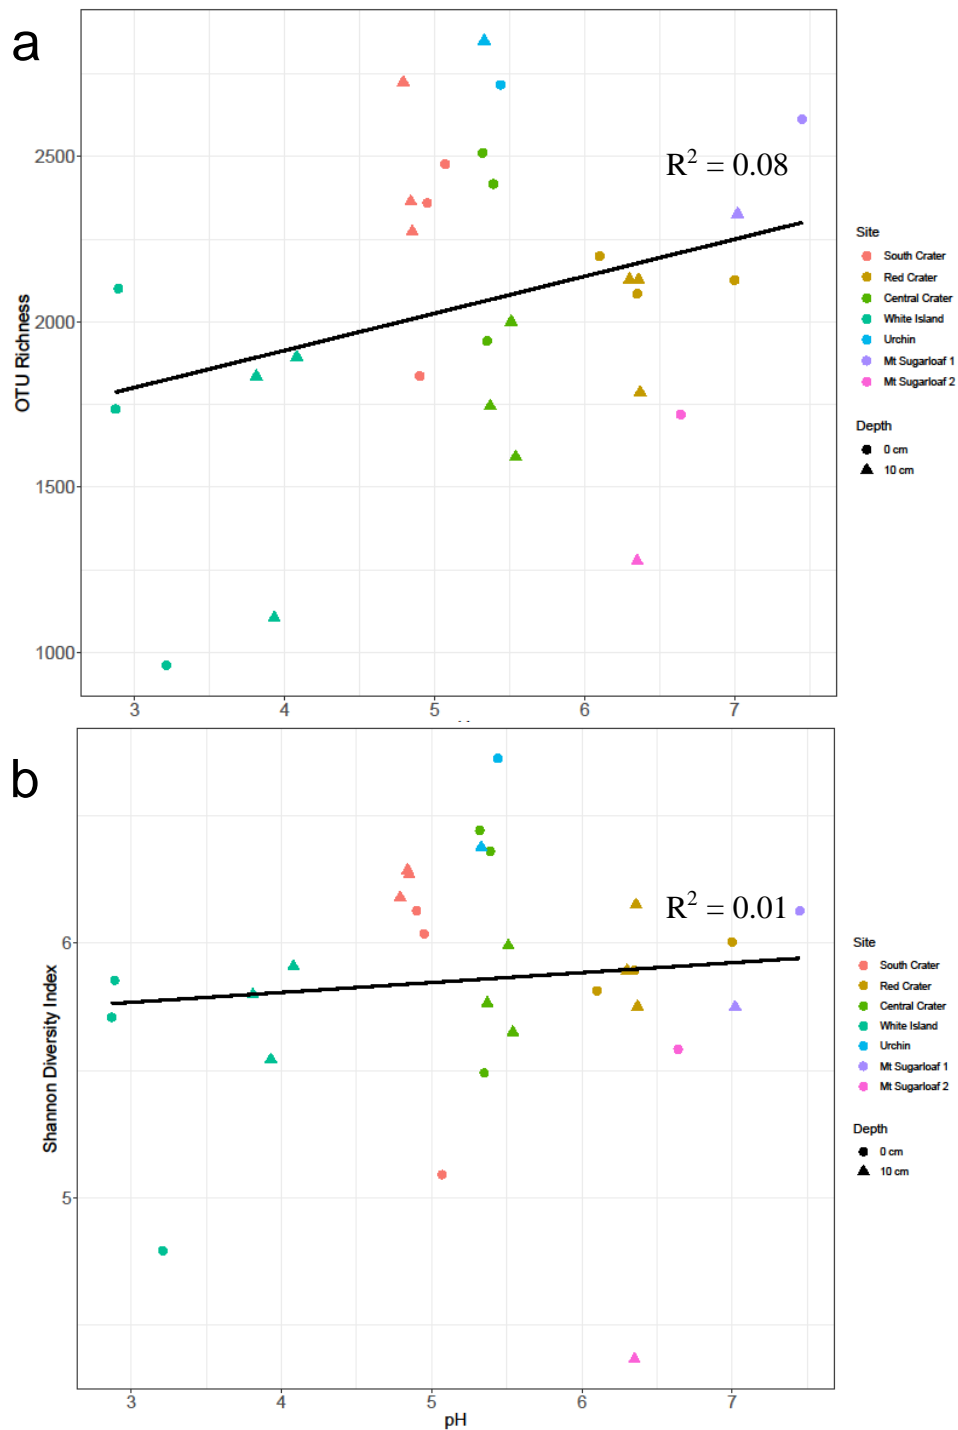 a
OTU Richness
2500
2000
1500
1000
R² = 0.08
3 4 5 6 7
Site
South Crater
Red Crater
Central Crater
White Island
Urchin
Mt Sugarloaf 1
Mt Sugarloaf 2
Depth
0 cm
10 cm
b
Shannon Diversity Index
6
5
R² = 0.01
3 4 5 6 7
pH
Site
South Crater
Red Crater
Central Crater
White Island
Urchin
Mt Sugarloaf 1
Mt Sugarloaf 2
Depth
0 cm
10 cm